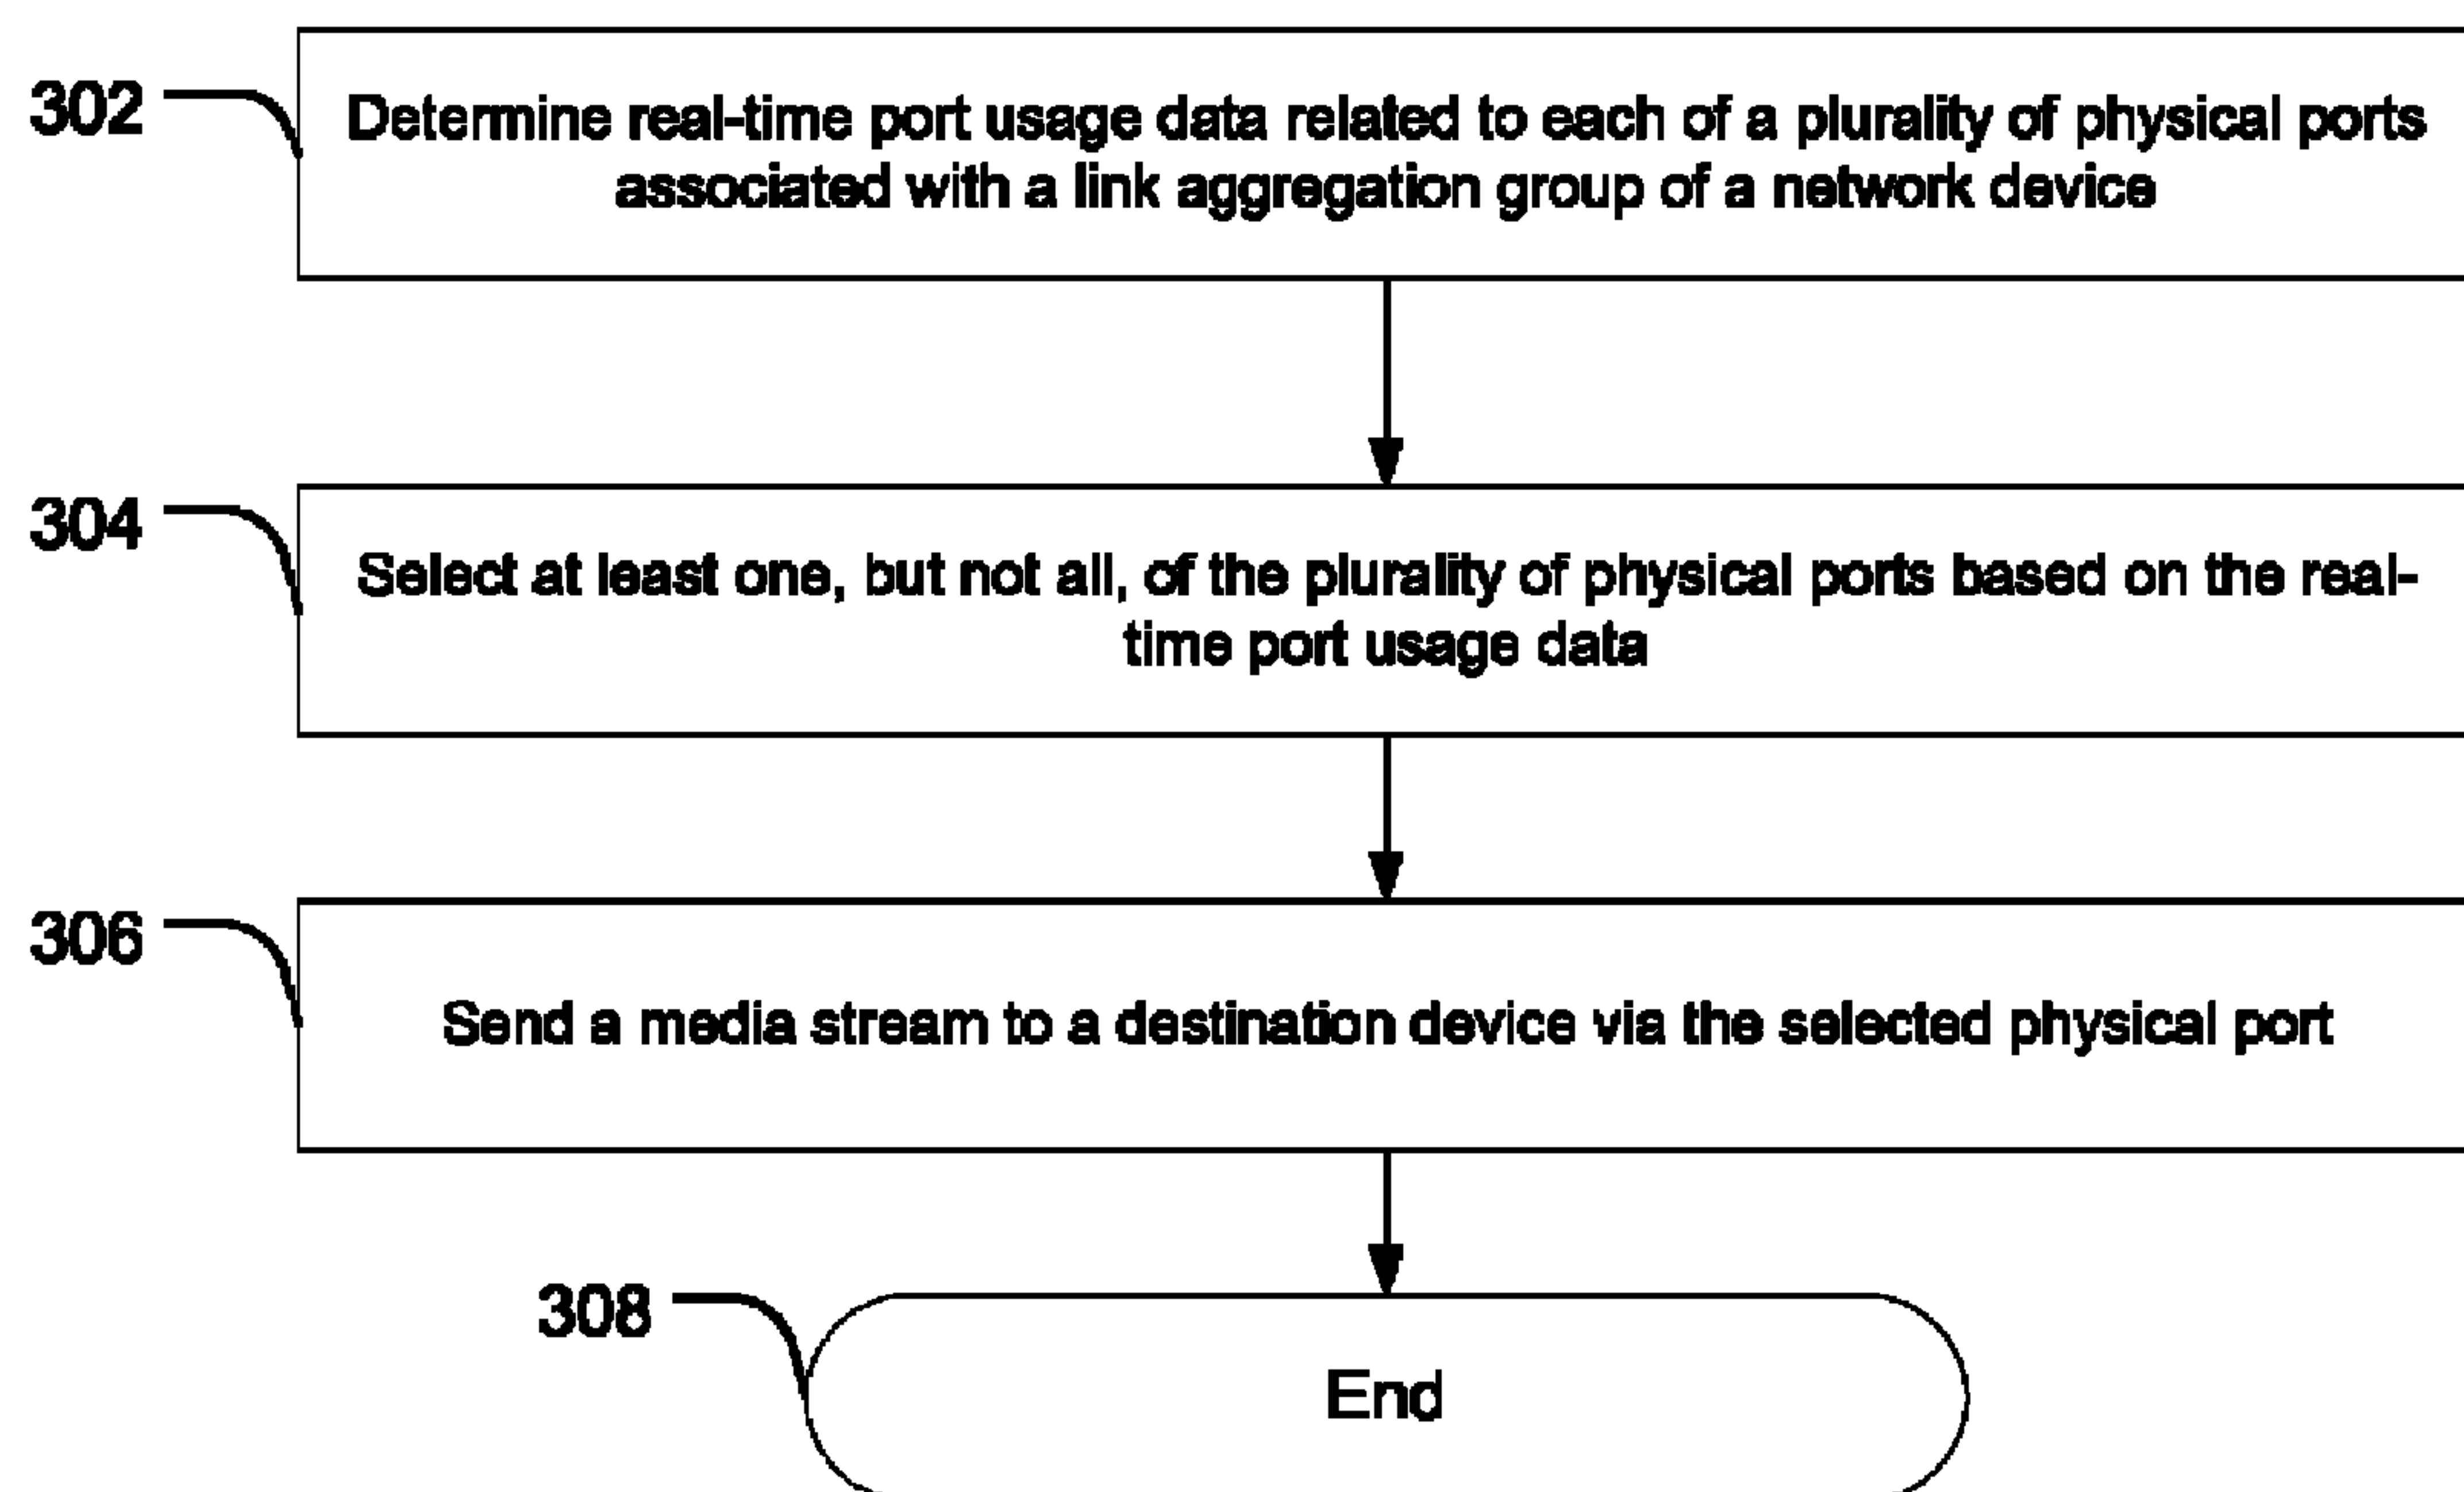 302
Determine real-time port usage data related to each of a plurality of physical ports
associated with a link aggregation group of a network device
304
Select at least one, but not all, of the plurality of physical ports based on the real-
time port usage data
306
Send a media stream to a destination device via the selected physical port
308
End